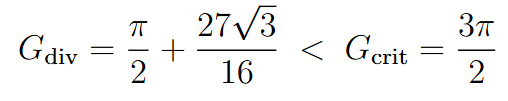 G_div = π/2 + 27√3/16 < G_crit = 3π/2